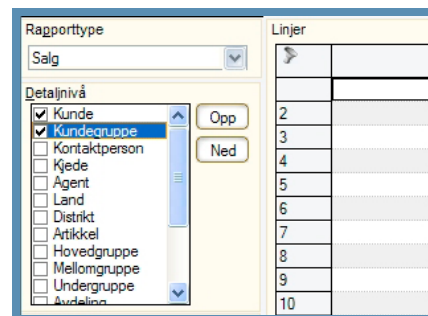 Rapporttype
Linjer
Salg
Detaljnivå
Kunde
Opp
Kundegruppe
Kontaktperson
Ned
Kjede
Agent
Land
Distrikt
Artikkel
Hovedgruppe
Mellomgruppe
Undergruppe
Avdeling
2
3
4
5
6
7
8
9
10